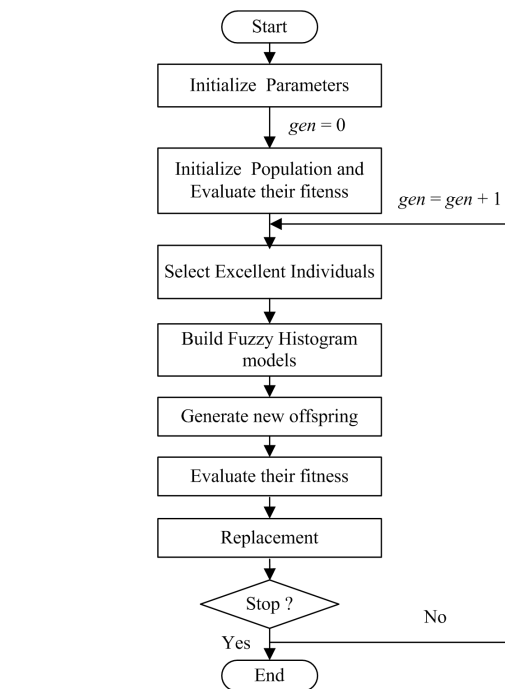 Start
Initialize Parameters
gen = 0
Initialize Population and
Evaluate their fitenss
gen = gen + 1
Select Excellent Individuals
Build Fuzzy Histogram
models
Generate new offspring
Evaluate their fitness
Replacement
Stop ?
No
Yes
End